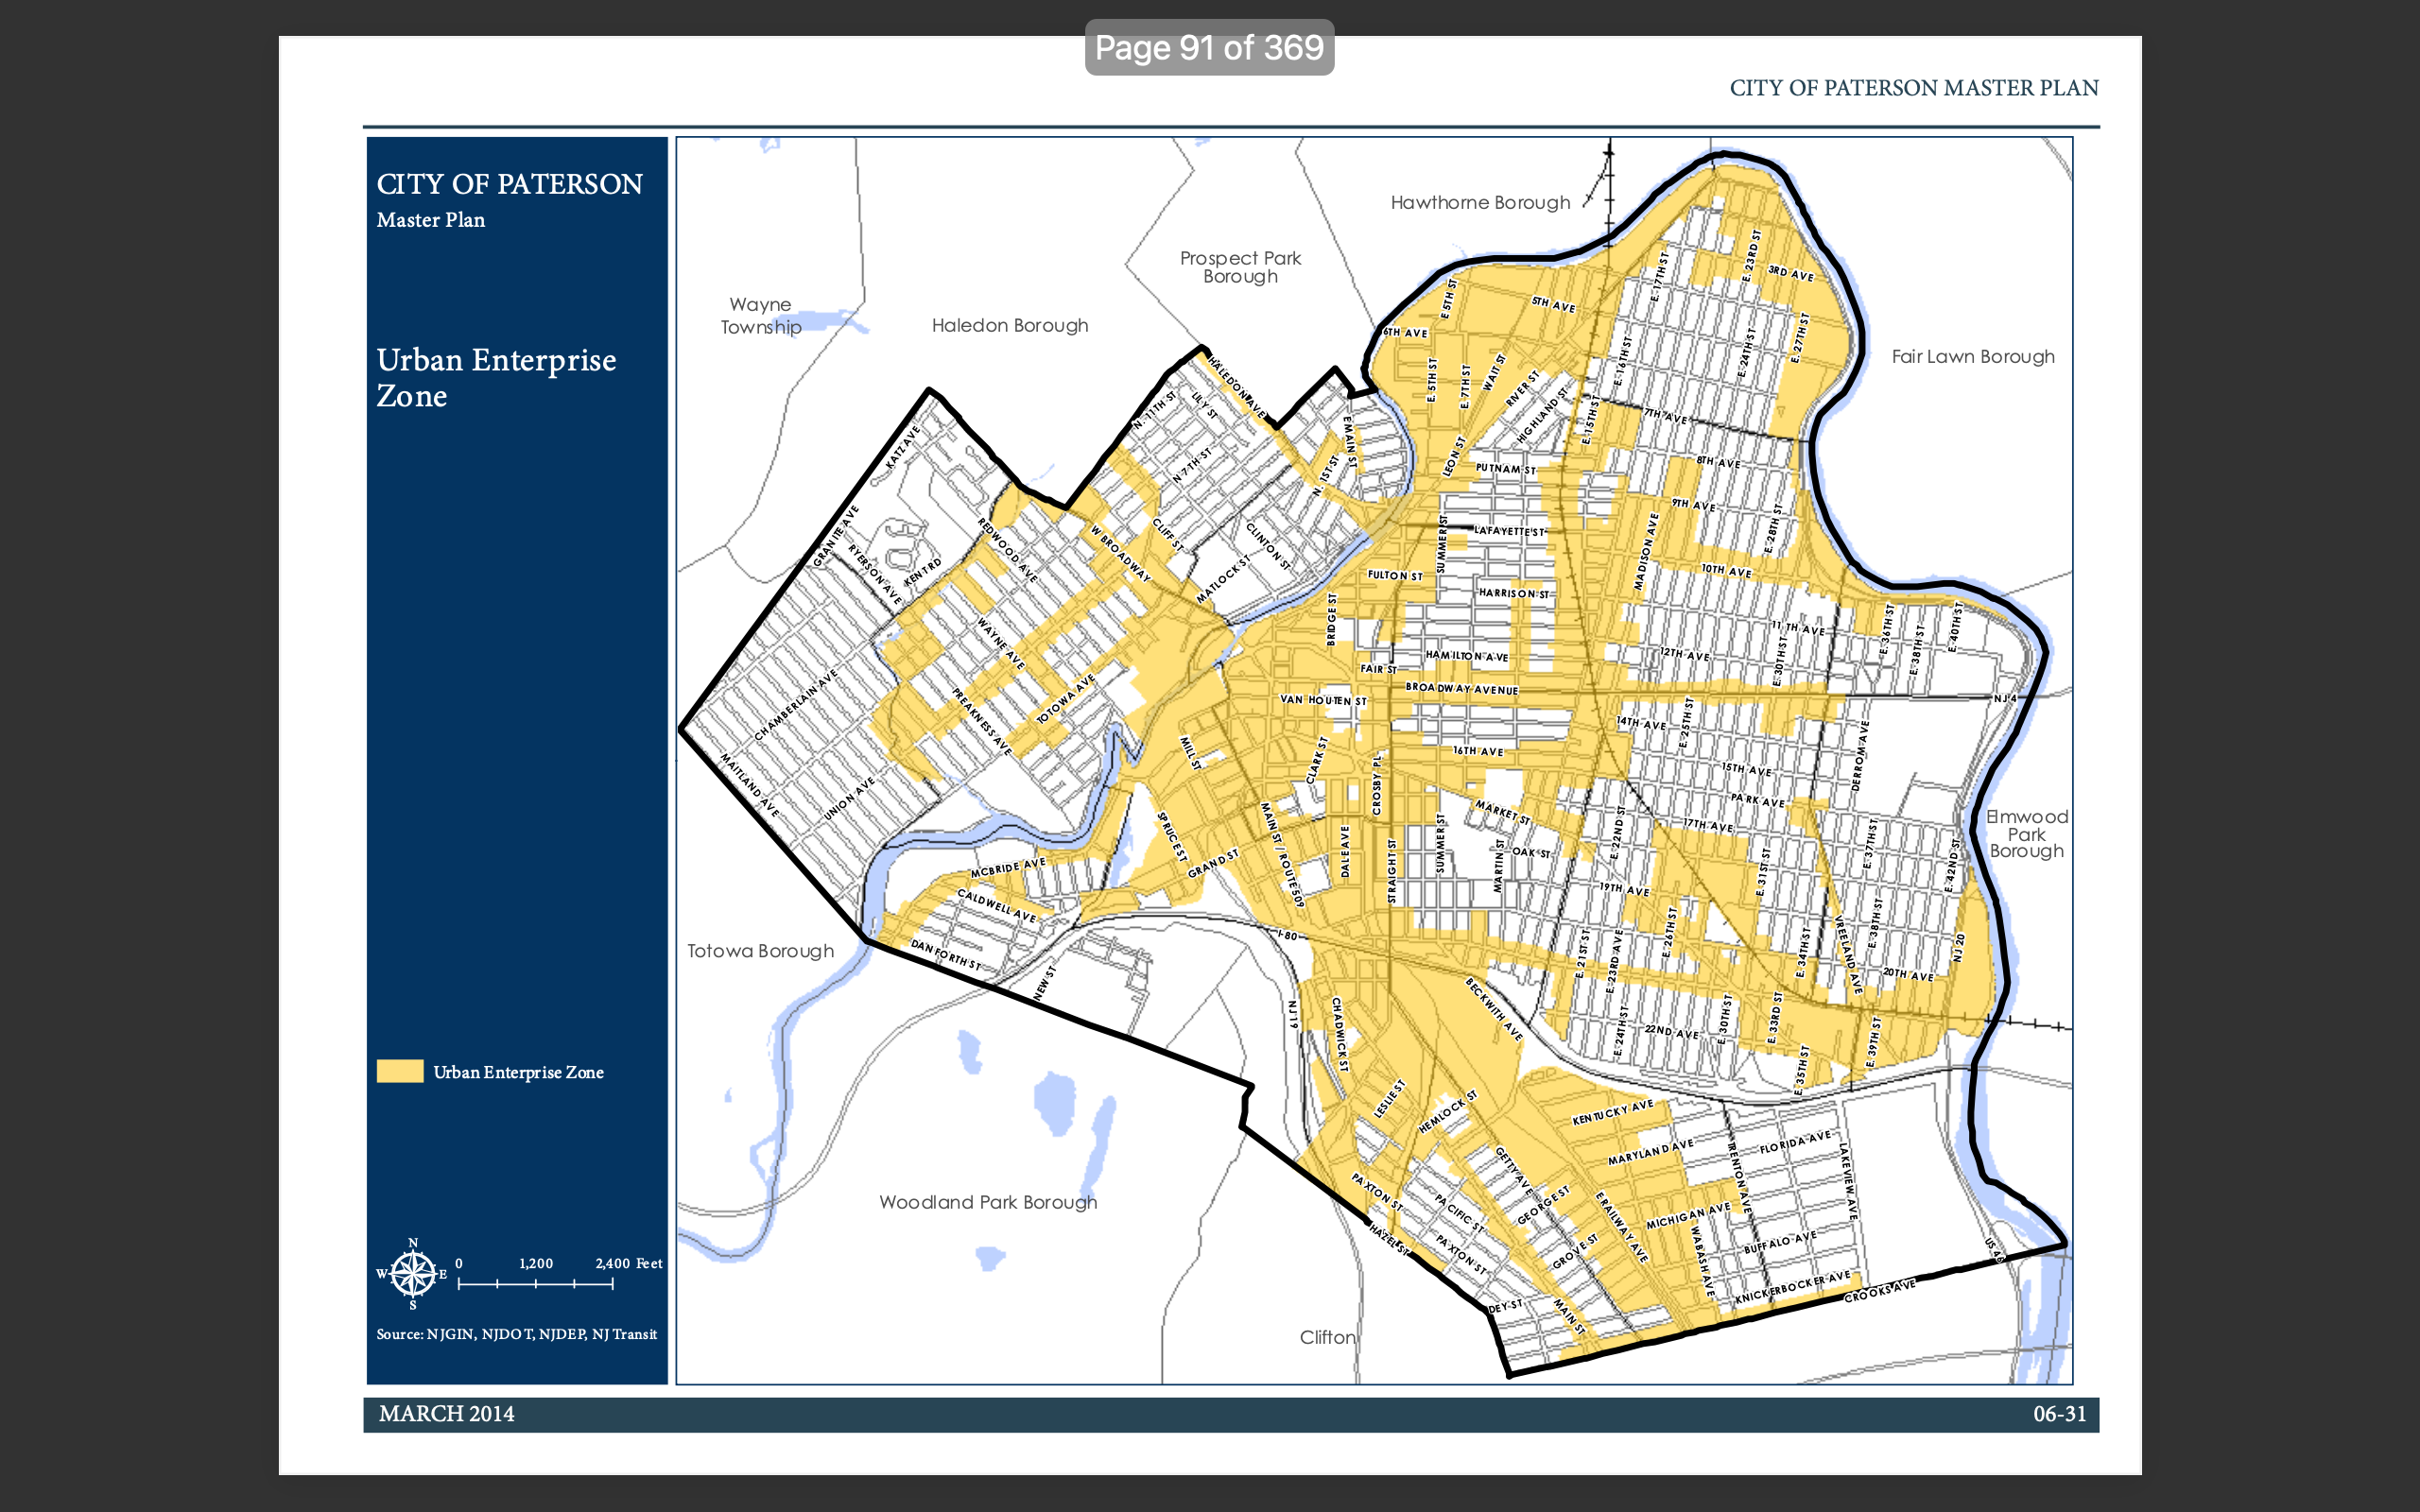 Page 91 of 369
CITY OF PATERSON MASTER PLAN
CITY OF PATERSON
Master Plan
Urban Enterprise
Zone
Urban Enterprise Zone
N
W
E
S
0
1,200
2,400 Feet
Source: NJGIN, NJDOT, NJDEP, NJ Transit
Hawthorne Borough
Prospect Park
Borough
Wayne
Township
Haledon Borough
Fair Lawn Borough
Elmwood
Park
Borough
Totowa Borough
Woodland Park Borough
Clifton
E. 23RD ST
3RD AVE
E. 17TH ST
E 5TH ST
5TH AVE
6TH AVE
E. 27TH ST
E. 24TH ST
E. 16TH ST
E. 5TH ST
E. 7TH ST
WAIT ST
RIVER ST
HIGHLAND ST
E. 15TH ST
7TH AVE
HALEDON AVE
N. 11TH ST
LILY ST
E MAIN ST
KATZ AVE
N 7TH ST
N. 1ST ST
LEON ST
PUTNAM ST
8TH AVE
9TH AVE
E. 28TH ST
GRANITE AVE
REDWOOD AVE
W BROADWAY
CLIFF ST
CLINTON ST
SUMMER ST
LAFAYETTE ST
MADISON AVE
RYERSON AVE
KENT RD
MATLOCK ST
FULTON ST
10TH AVE
HARRISON ST
BRIDGE ST
11TH AVE
E. 36TH ST
E. 38TH ST
E. 40TH ST
WAYNE AVE
HAMILTON AVE
12TH AVE
E. 30TH ST
FAIR ST
CHAMBERLAIN AVE
PREAKNESS AVE
TOTOWA AVE
VAN HOUTEN ST
BROADWAY AVENUE
NJ 4
14TH AVE
E. 25TH ST
MAITLAND AVE
UNION AVE
MILL ST
CLARK ST
CROSBY PL
16TH AVE
15TH AVE
DERROM AVE
PARK AVE
MARKET ST
17TH AVE
SPRUCE ST
MAIN ST / ROUTE 509
DALE AVE
STRAIGHT ST
SUMMER ST
MARTIN ST
OAK ST
E. 22ND ST
E. 31ST ST
E. 37TH ST
E. 42ND ST
MCBRIDE AVE
GRAND ST
CALDWELL AVE
19TH AVE
E. 26TH ST
E. 38TH ST
DANFORTH ST
NEW ST
I-80
E. 21ST ST
E. 23RD AVE
E. 34TH ST
VREELAND AVE
20TH AVE
NJ 20
NJ 19
CHADWICK ST
BECKWITH AVE
E. 24TH ST
22ND AVE
E. 30TH ST
E. 33RD ST
E. 35TH ST
E. 39TH ST
LESLIE ST
HEMLOCK ST
KENTUCKY AVE
MARYLAND AVE
TRENTON AVE
FLORIDA AVE
LAKEVIEW AVE
GETTY AVE
PAXTON ST
PACIFIC ST
GEORGE ST
E RAILWAY AVE
MICHIGAN AVE
WABASH AVE
HAZEL ST
PAXTON ST
GROVE ST
BUFFALO AVE
US 46
DEY ST
MAIN ST
KNICKERBOCKER AVE
CROOKS AVE
MARCH 2014
06-31